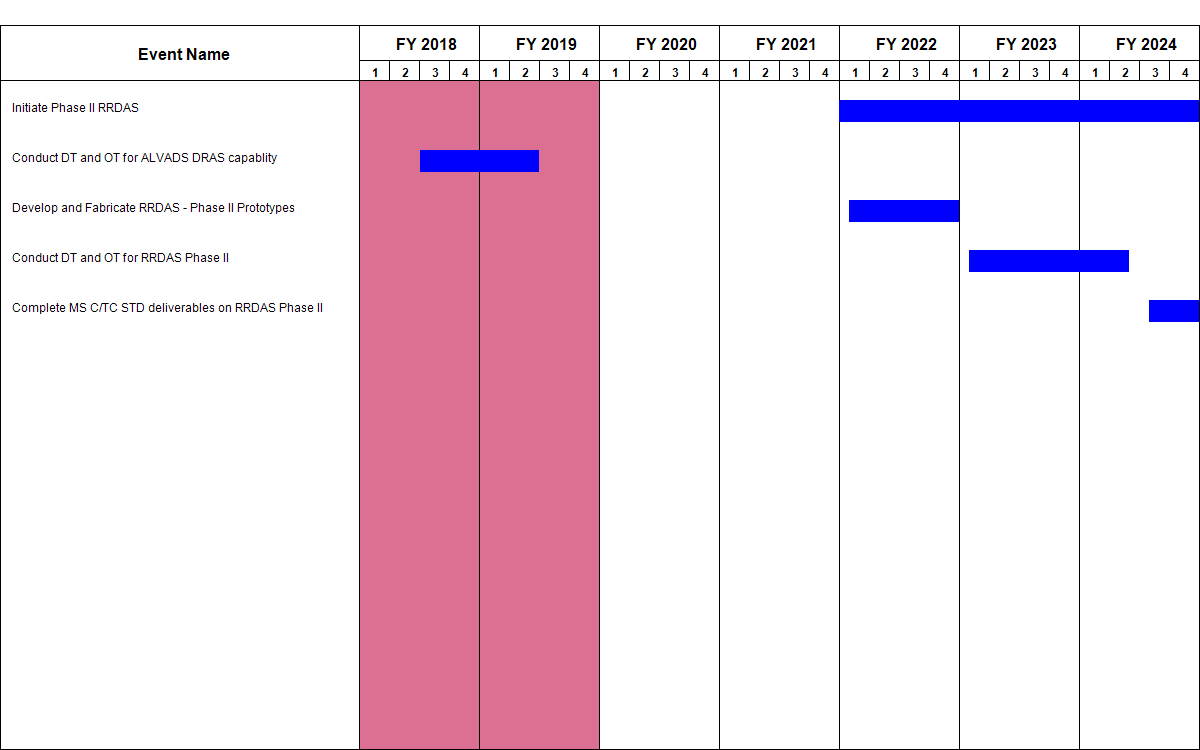 Event Name
FY 2018 FY 2019 FY 2020 FY 2021 FY 2022 FY 2023 FY 2024
1 2 3 4 1 2 3 4 1 2 3 4 1 2 3 4 1 2 3 4 1 2 3 4 1 2 3 4
Initiate Phase II RRDAS
Conduct DT and OT for ALVADS DRAS capablity
Develop and Fabricate RRDAS - Phase II Prototypes
Conduct DT and OT for RRDAS Phase II
Complete MS C/TC STD deliverables on RRDAS Phase II